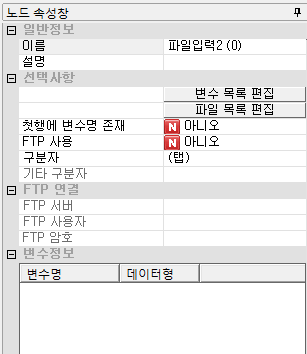 노드 속성창
일반정보
이름 파일입력2 (0)
설명
선택사항
변수 목록 편집
파일 목록 편집
첫행에 변수명 존재 N 아니오
FTP 사용 N 아니오
구분자 (탭)
기타 구분자
FTP 연결
FTP 서버
FTP 사용자
FTP 암호
변수정보
변수명 데이터형